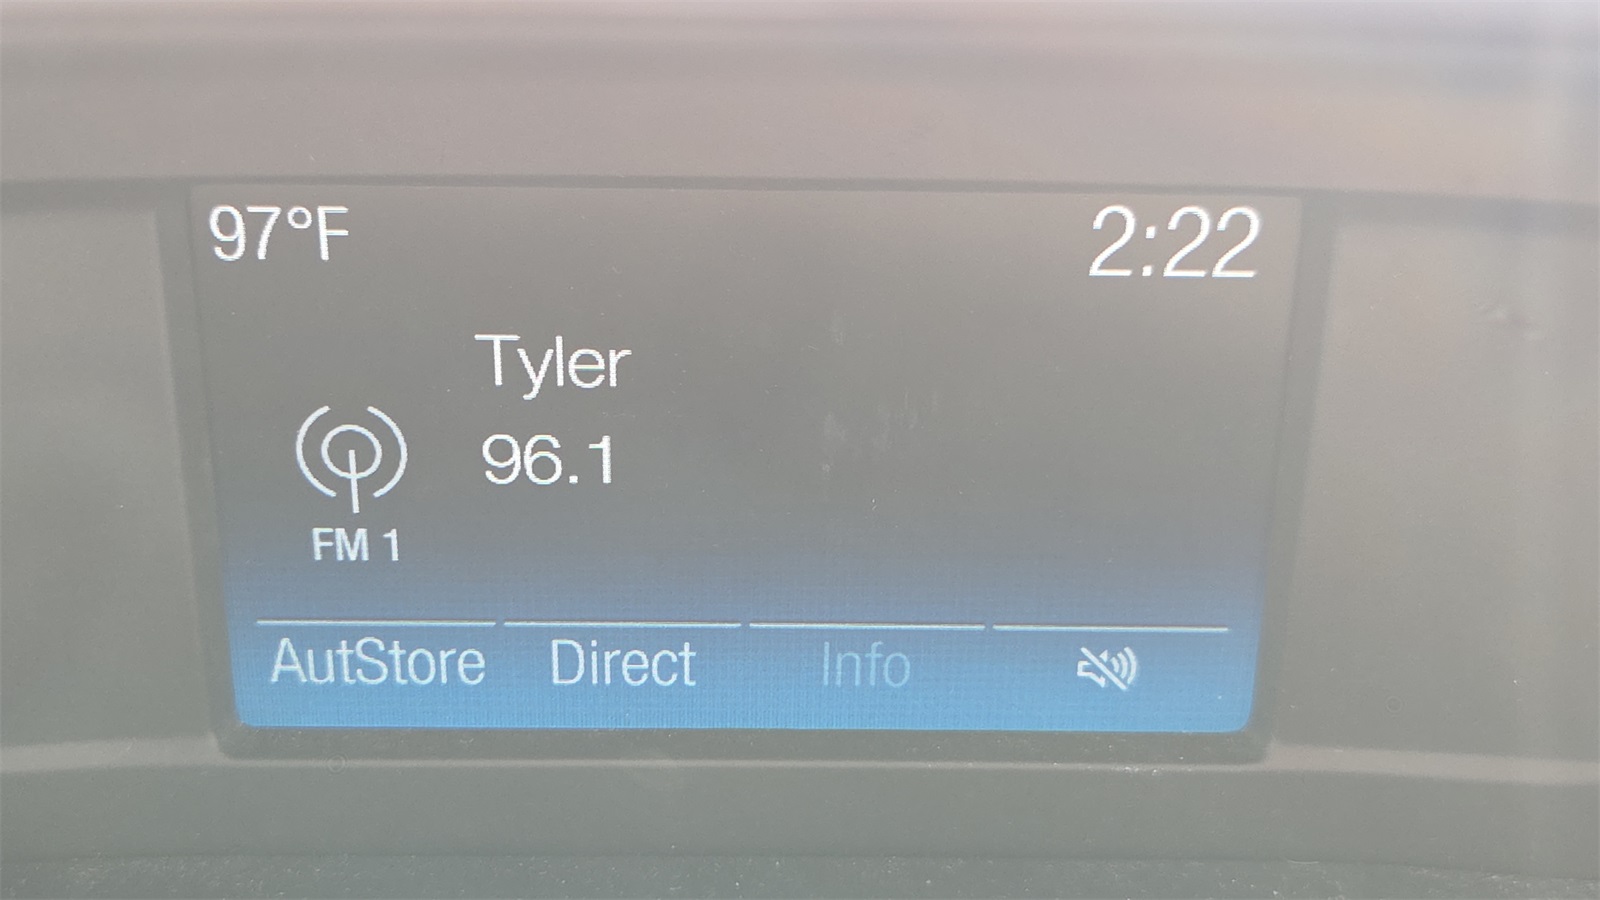 97°F 2:22
Tyler
96.1
FM 1
AutStore Direct Info